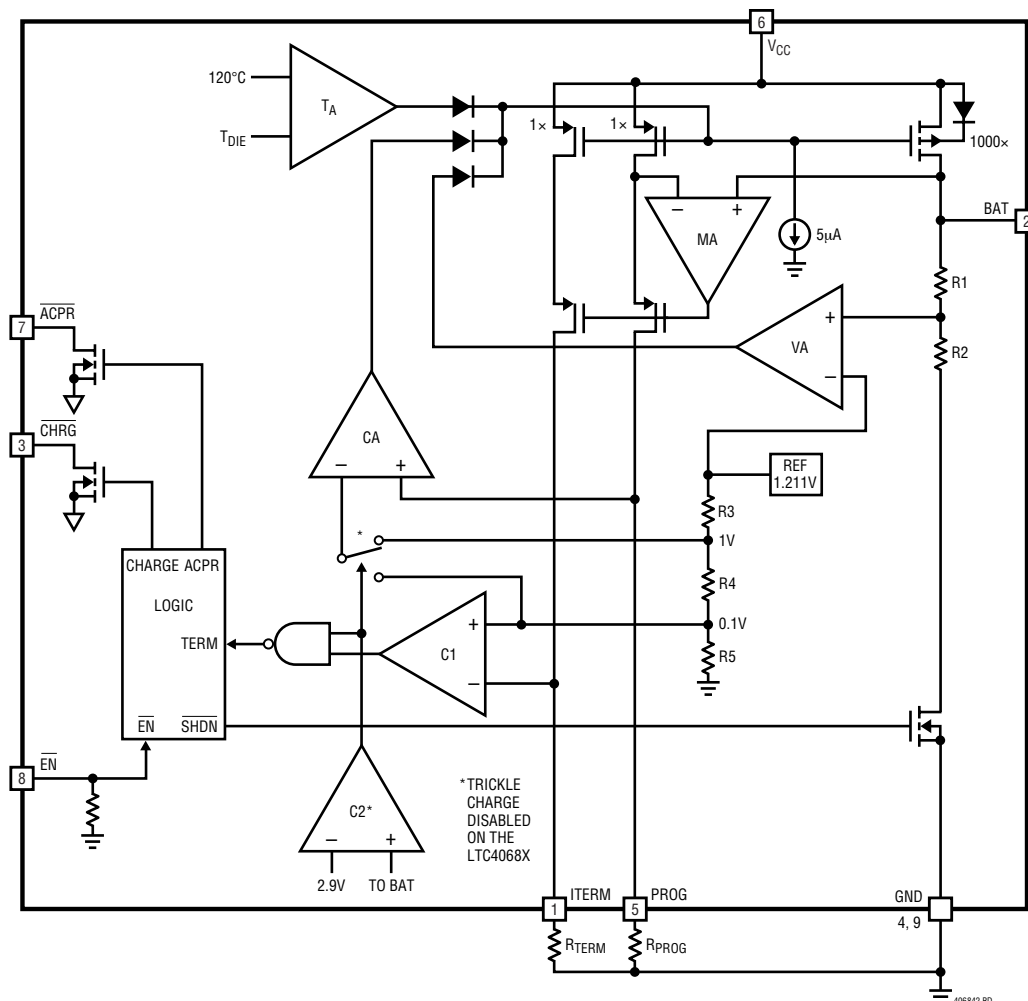 6
VCC
120°C
TA
TDIE
1×
1×
1000×
MA
5µA
BAT
2
R1
R2
VA
ACPR
7
CHRG
3
CA
REF
1.211V
R3
1V
R4
0.1V
R5
*
CHARGE ACPR
LOGIC
TERM
C1
EN
SHDN
EN
8
C2*
2.9V
TO BAT
*TRICKLE
CHARGE
DISABLED
ON THE
LTC4068X
1
ITERM
5
PROG
GND
4, 9
RTERM
RPROG
406842 BD